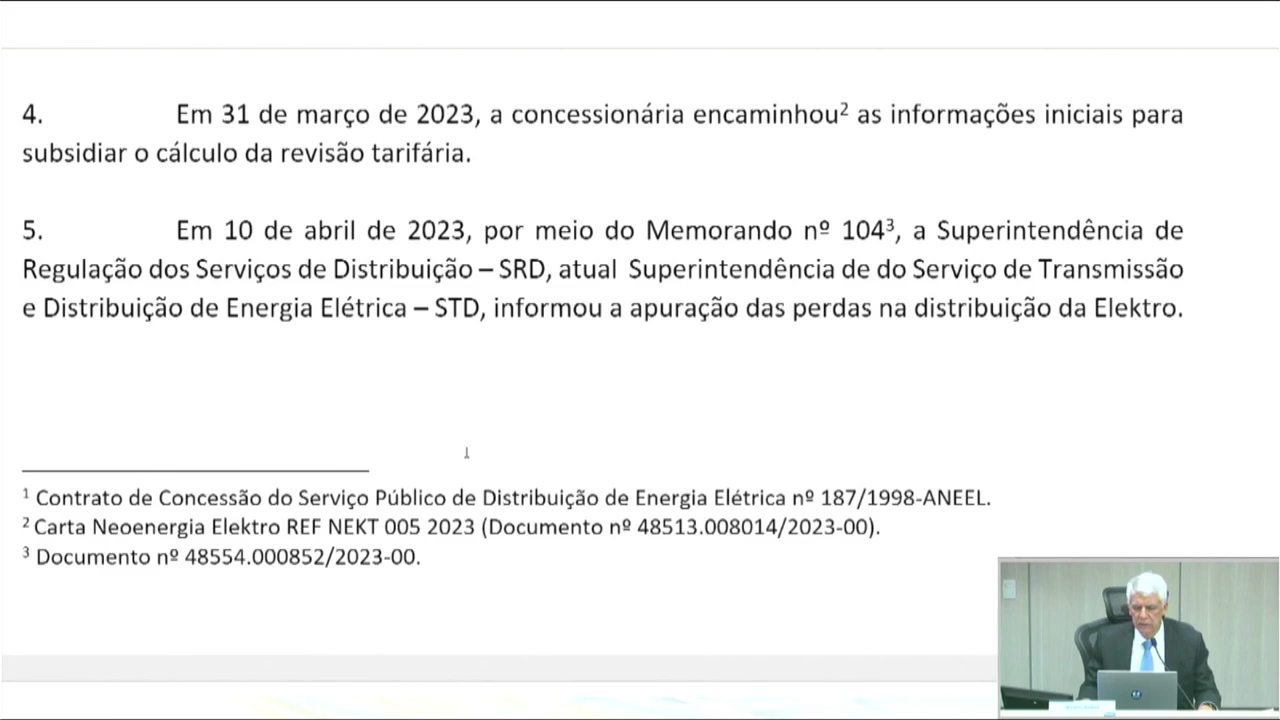 4. Em 31 de março de 2023, a concessionária encaminhou² as informações iniciais para
subsidiar o cálculo da revisão tarifária.
5. Em 10 de abril de 2023, por meio do Memorando nº 104³, a Superintendência de
Regulação dos Serviços de Distribuição – SRD, atual Superintendência de do Serviço de Transmissão
e Distribuição de Energia Elétrica – STD, informou a apuração das perdas na distribuição da Elektro.
¹ Contrato de Concessão do Serviço Público de Distribuição de Energia Elétrica nº 187/1998-ANEEL.
² Carta Neoenergia Elektro REF NEKT 005 2023 (Documento nº 48513.008014/2023-00).
³ Documento nº 48554.000852/2023-00.